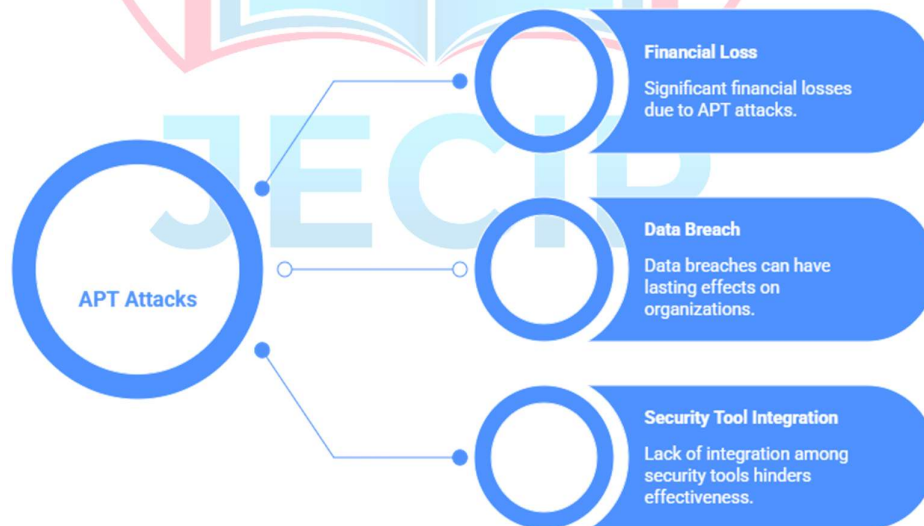 Financial Loss
Significant financial losses
due to APT attacks.
JECIR
APT Attacks
Data Breach
Data breaches can have
lasting effects on
organizations.
Security Tool Integration
Lack of integration among
security tools hinders
effectiveness.